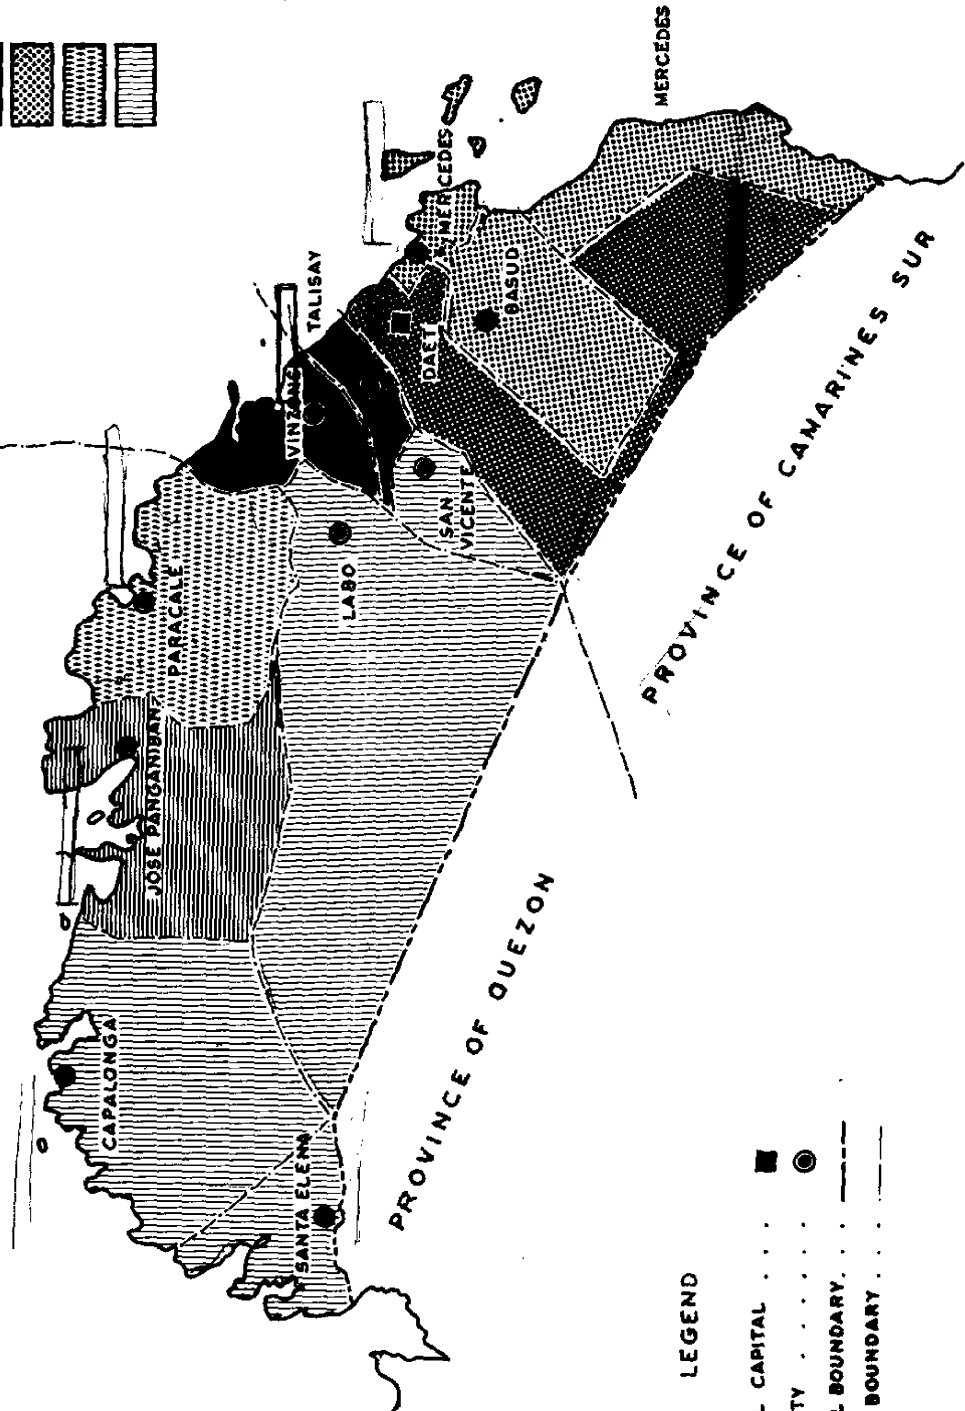 MERCEDES
TALISAY
MERCEDES
BASUD
DAET
SAN
VICENTE
LABO
PARACALE
JOSE PANGANIBAN
CAPALONGA
SANTA ELENA
PROVINCE OF CAMARINES SUR
PROVINCE OF QUEZON
LEGEND
CAPITAL . . .
BOUNDARY . . .
BOUNDARY . . .